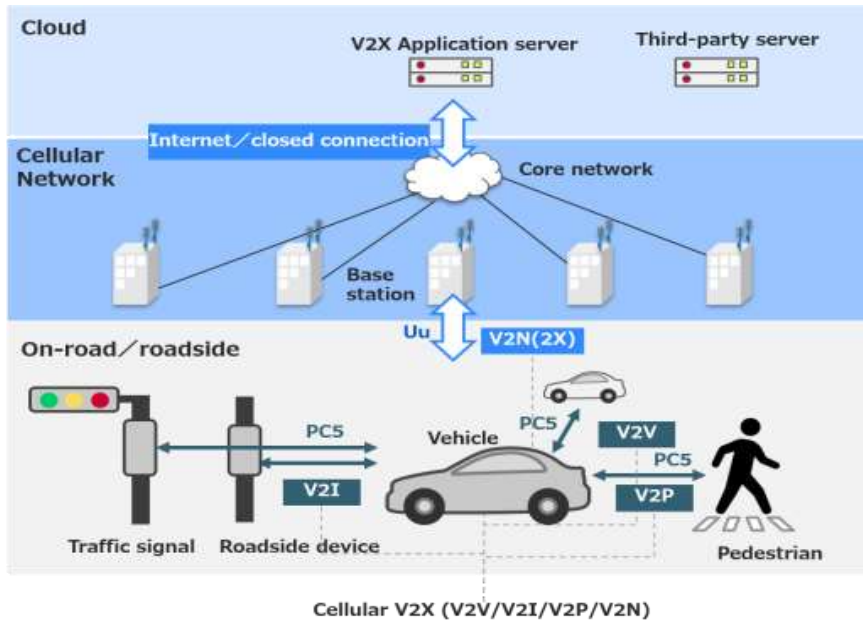 Cloud
V2X Application server
Third-party server
Internet／closed connection
Cellular
Network
Core network
Base
station
Uu
V2N(2X)
On-road／roadside
PC5
Vehicle
PC5
V2V
PC5
V2I
V2P
Traffic signal
Roadside device
Pedestrian
Cellular V2X (V2V/V2I/V2P/V2N)